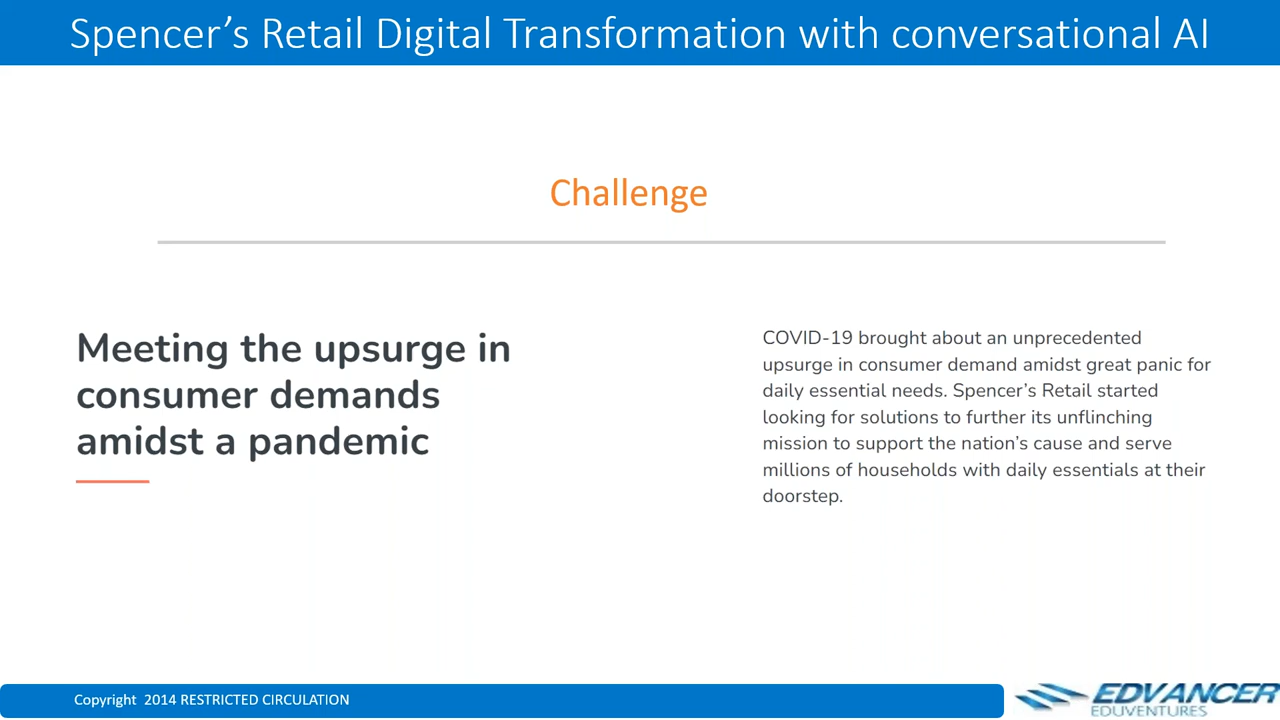 Spencer’s Retail Digital Transformation with conversational AI
Challenge
Meeting the upsurge in
consumer demands
amidst a pandemic
COVID-19 brought about an unprecedented
upsurge in consumer demand amidst great panic for
daily essential needs. Spencer’s Retail started
looking for solutions to further its unflinching
mission to support the nation’s cause and serve
millions of households with daily essentials at their
doorstep.
Copyright 2014 RESTRICTED CIRCULATION
EDVANCER
EDUVENTURES